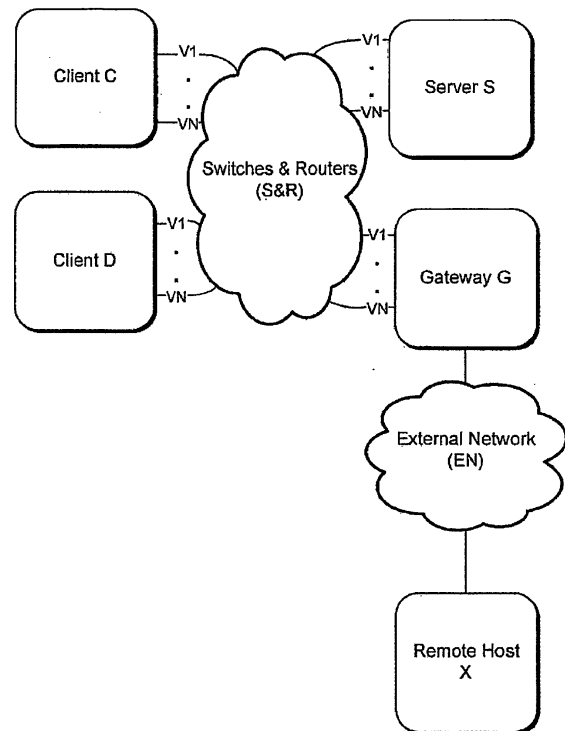 Client C
V1
VN
V1
VN
Server S
Switches & Routers
(S&R)
Client D
V1
VN
V1
VN
Gateway G
External Network
(EN)
Remote Host
X